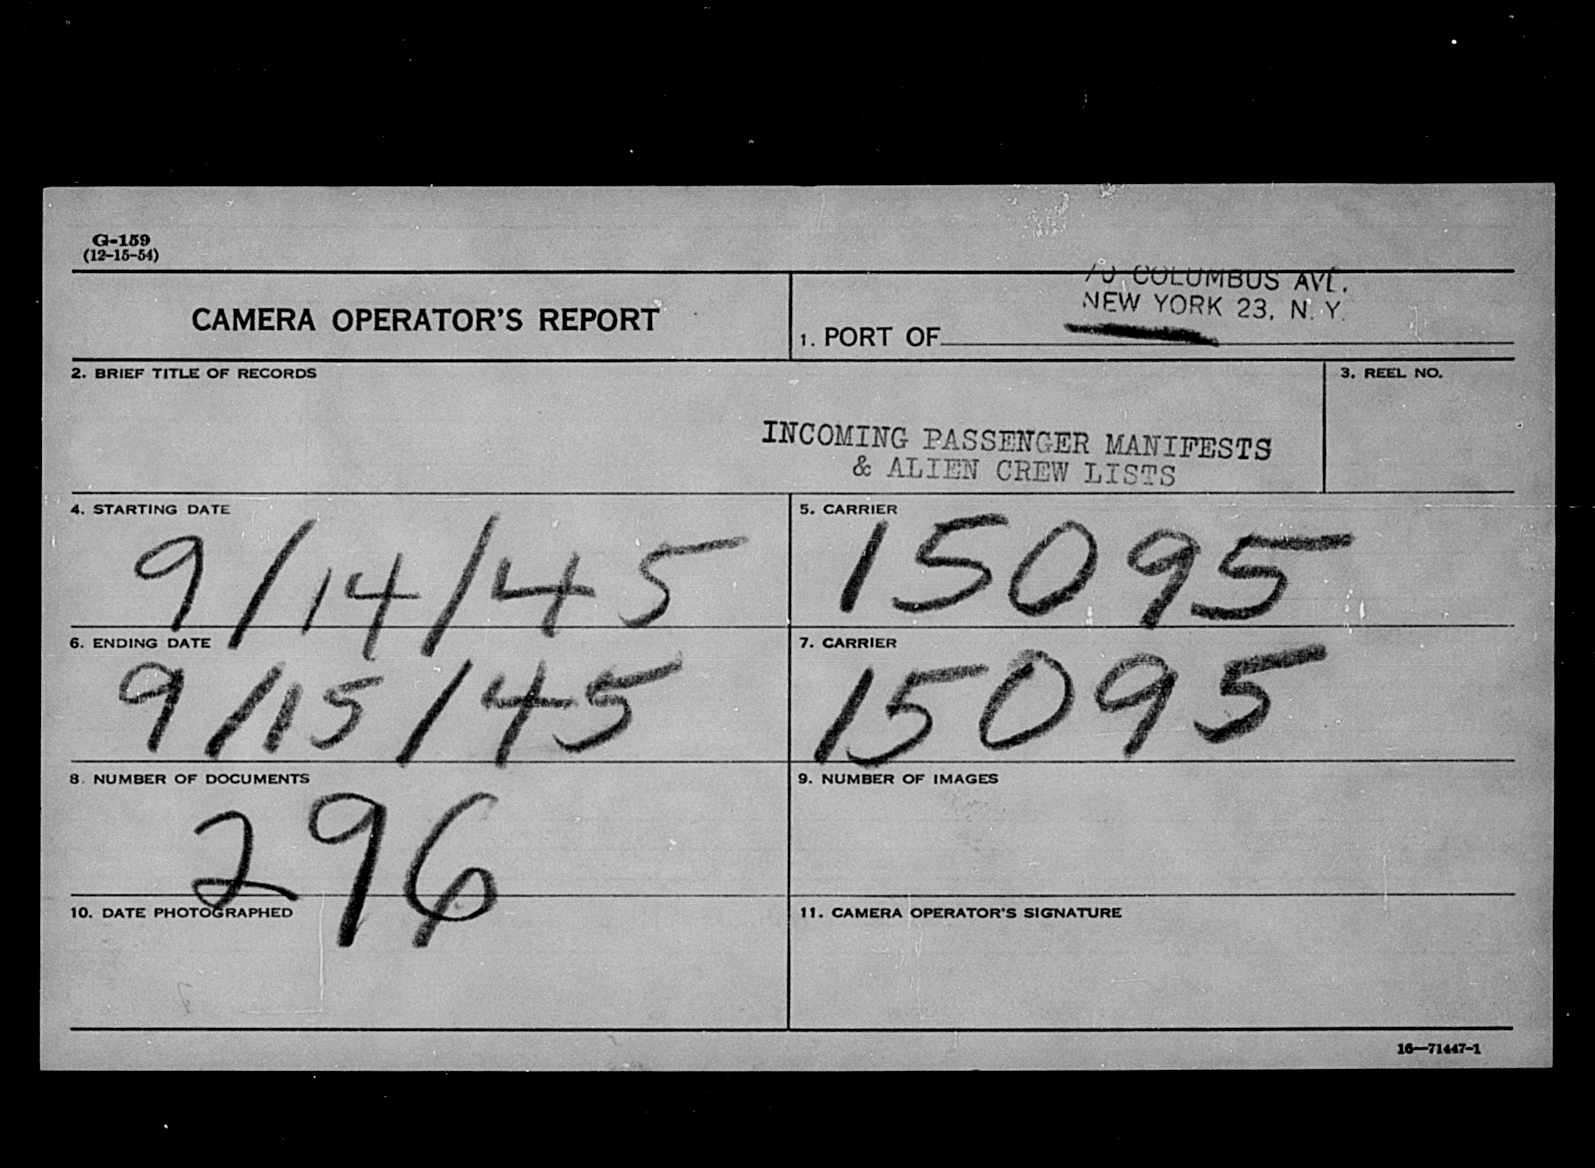 G-159
(12-15-54)
CAMERA OPERATOR'S REPORT
70 COLUMBUS AVE.
NEW YORK 23, N. Y.
1. PORT OF
2. BRIEF TITLE OF RECORDS
3. REEL NO.
INCOMING PASSENGER MANIFESTS
& ALIEN CREW LISTS
4. STARTING DATE
9/14/45
5. CARRIER
15095
6. ENDING DATE
9/15/45
7. CARRIER
15095
8. NUMBER OF DOCUMENTS
296
9. NUMBER OF IMAGES
10. DATE PHOTOGRAPHED
11. CAMERA OPERATOR'S SIGNATURE
16—71447-1